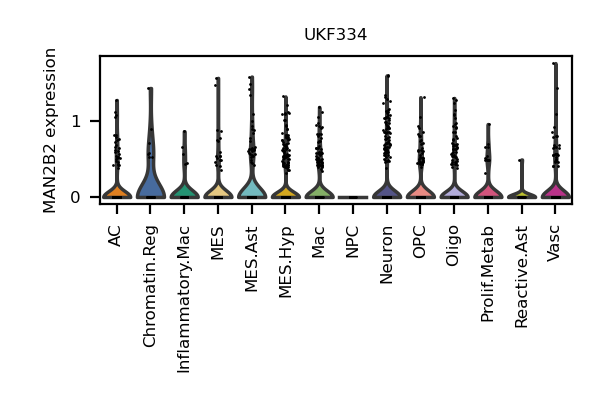 UKF334
MAN2B2 expression
1
0
AC
Chromatin.Reg
Inflammatory.Mac
MES
MES.Ast
MES.Hyp
Mac
NPC
Neuron
OPC
Oligo
Prolif.Metab
Reactive.Ast
Vasc